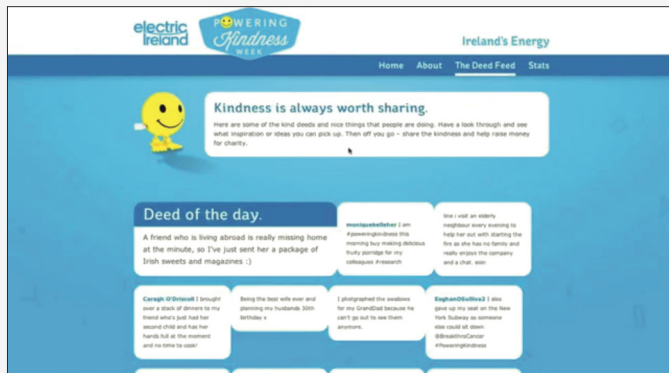 electric
Ireland
POWERING
Kindness
WEEK
Ireland's Energy
Home About The Deed Feed Stats
Kindness is always worth sharing.
Here are some of the kind deeds and nice things that people are doing. Have a look through and see
what inspiration or ideas you can pick up. Then off you go – share the kindness and help raise money
for charity.
Deed of the day.
A friend who is living abroad is really missing home
at the minute, so I've just sent her a package of
Irish sweets and magazines :)
moniquekelleher I am
#poweringkindness this
morning buy making delicious
fruity porridge for my
colleagues #research
line i visit an elderly
neighbour every evening to
help her out with starting the
fire as she has no family and
really enjoys the company
and a chat. eoin
Caragh O'Driscoll I brought
over a stack of dinners to my
friend who's just had her
second child and has her
hands full at the moment
and no time to cook!
Being the best wife ever and
planning my husbands 30th
birthday x
I photgraphed the swallows
for my GrandDad because he
can't go out to see them
anymore.
EoghanOSulliva2 I also
gave up my seat on the New
York Subway so someone
else could sit down
@BreakthroCancer
#PoweringKindness